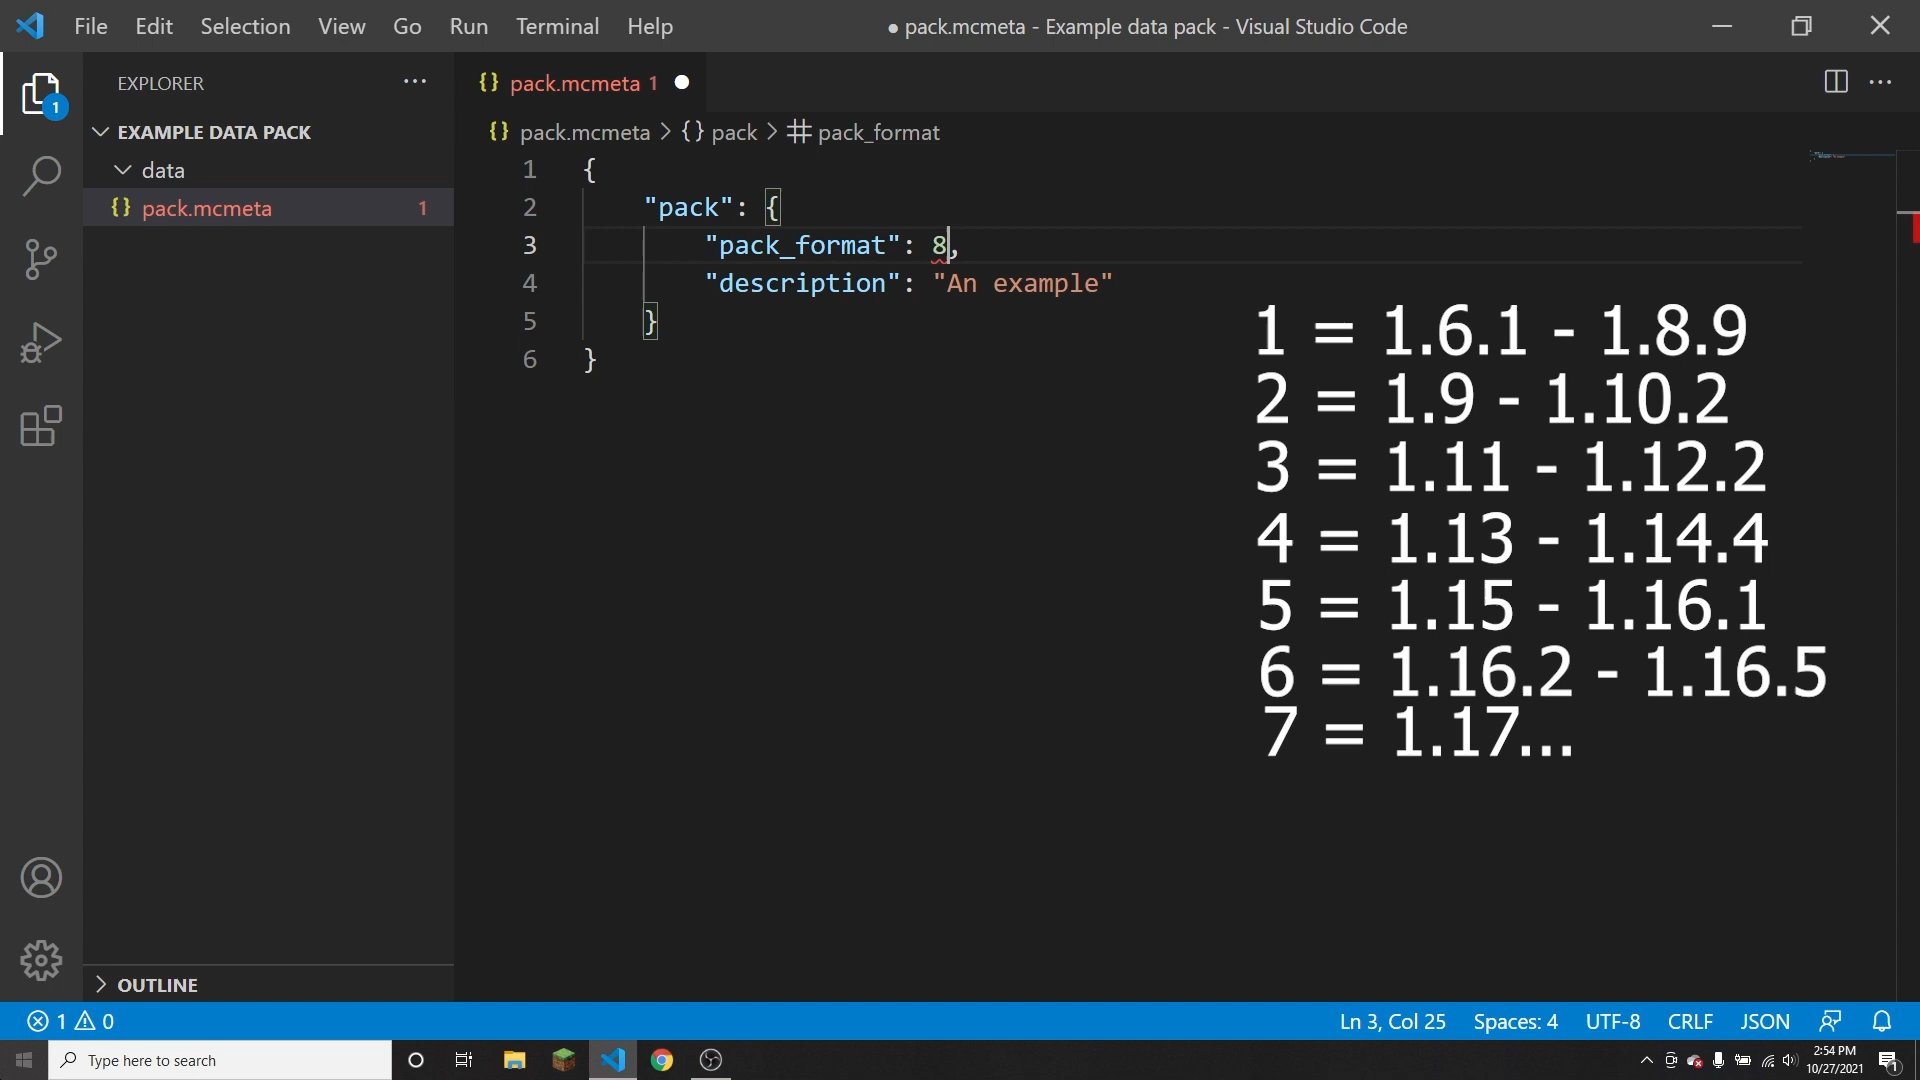 File Edit Selection View Go Run Terminal Help
● pack.mcmeta - Example data pack - Visual Studio Code
EXPLORER
1
EXAMPLE DATA PACK
data
{} pack.mcmeta 1
OUTLINE
{} pack.mcmeta 1 ●
{} pack.mcmeta > {} pack > # pack_format
1 {
2 "pack": {
3 "pack_format": 8,
4 "description": "An example"
5 }
6 }
1 = 1.6.1 - 1.8.9
2 = 1.9 - 1.10.2
3 = 1.11 - 1.12.2
4 = 1.13 - 1.14.4
5 = 1.15 - 1.16.1
6 = 1.16.2 - 1.16.5
7 = 1.17...
1 0
Ln 3, Col 25 Spaces: 4 UTF-8 CRLF JSON
Type here to search
2:54 PM
10/27/2021
1